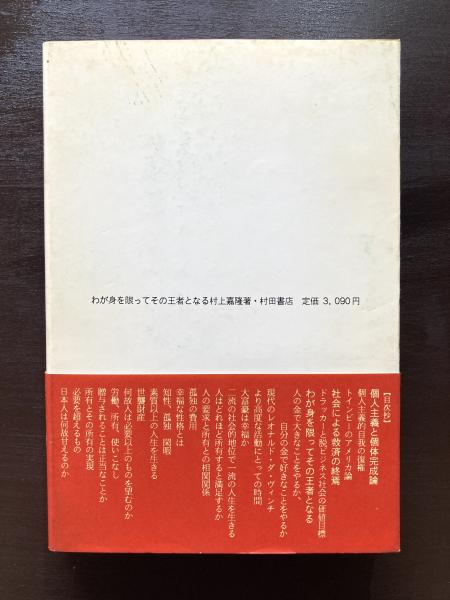 わが身を限ってその王者となる村上嘉隆著・村田書店 定価 3,090円
【目次抄】
個人主義と個体完成論
個人主義的自我の復権
トインビーのアメリカ論
社会による救済の終焉
ドラッカーと脱ビジネス社会の価値目標
わが身を限ってその王者となる
人の金で大きなことをやるか、
自分の金で好きなことをやるか
現代のレオナルド・ダ・ヴィンチ
より高度な活動にとっての時間
大富豪は幸福か
二流の社会的地位で一流の人生を生きる
人はどれほど所有すると満足するか
人の要求と所有との相関関係
孤独の費用
幸福な性格とは
知性、孤独、閑暇
素質以上の人生を生きる
世襲財産
何故人は必要以上のものを望むのか
労働、所有、使いこなし
贈与されることは正当なことか
所有とその所有の実現
必要を超えるもの
日本人は何故甘えるのか